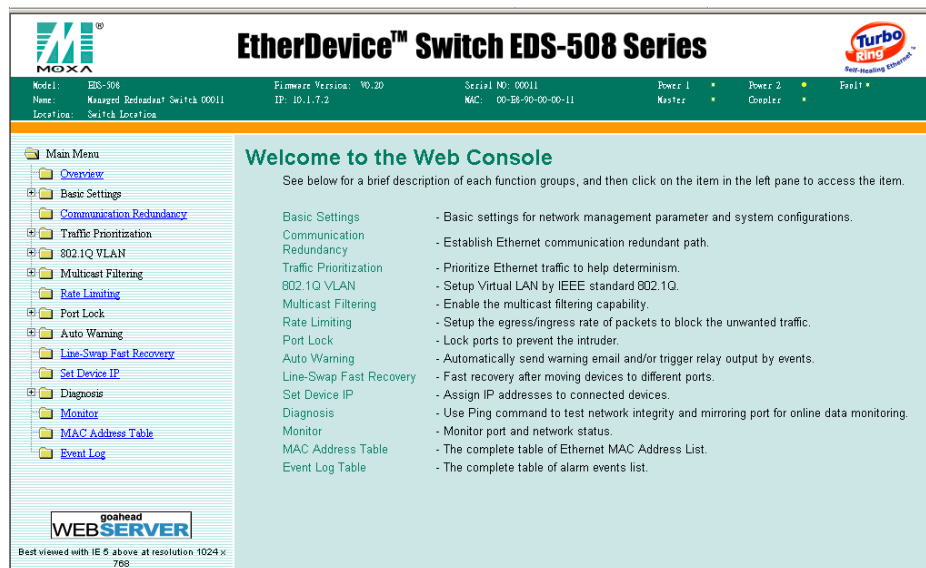 MOXA ®
EtherDevice™ Switch EDS-508 Series
Turbo
Ring
Self-Healing Ethernet
Model: EDS-508 Firmware Version: V0.20 Serial NO: 00011 Power 1 Power 2 Fault
Name: Managed Redundant Switch 00011 IP: 10.1.7.2 MAC: 00-E8-90-00-00-11 Master Coupler
Location: Switch Location
Main Menu
Overview
Basic Settings
Communication Redundancy
Traffic Prioritization
802.1Q VLAN
Multicast Filtering
Rate Limiting
Port Lock
Auto Warning
Line-Swap Fast Recovery
Set Device IP
Diagnosis
Monitor
MAC Address Table
Event Log
goahead
WEBSERVER
Best viewed with IE 5 above at resolution 1024 x
768
Welcome to the Web Console
See below for a brief description of each function groups, and then click on the item in the left pane to access the item.
Basic Settings - Basic settings for network management parameter and system configurations.
Communication
Redundancy - Establish Ethernet communication redundant path.
Traffic Prioritization - Prioritize Ethernet traffic to help determinism.
802.1Q VLAN - Setup Virtual LAN by IEEE standard 802.1Q.
Multicast Filtering - Enable the multicast filtering capability.
Rate Limiting - Setup the egress/ingress rate of packets to block the unwanted traffic.
Port Lock - Lock ports to prevent the intruder.
Auto Warning - Automatically send warning email and/or trigger relay output by events.
Line-Swap Fast Recovery - Fast recovery after moving devices to different ports.
Set Device IP - Assign IP addresses to connected devices.
Diagnosis - Use Ping command to test network integrity and mirroring port for online data monitoring.
Monitor - Monitor port and network status.
MAC Address Table - The complete table of Ethernet MAC Address List.
Event Log Table - The complete table of alarm events list.